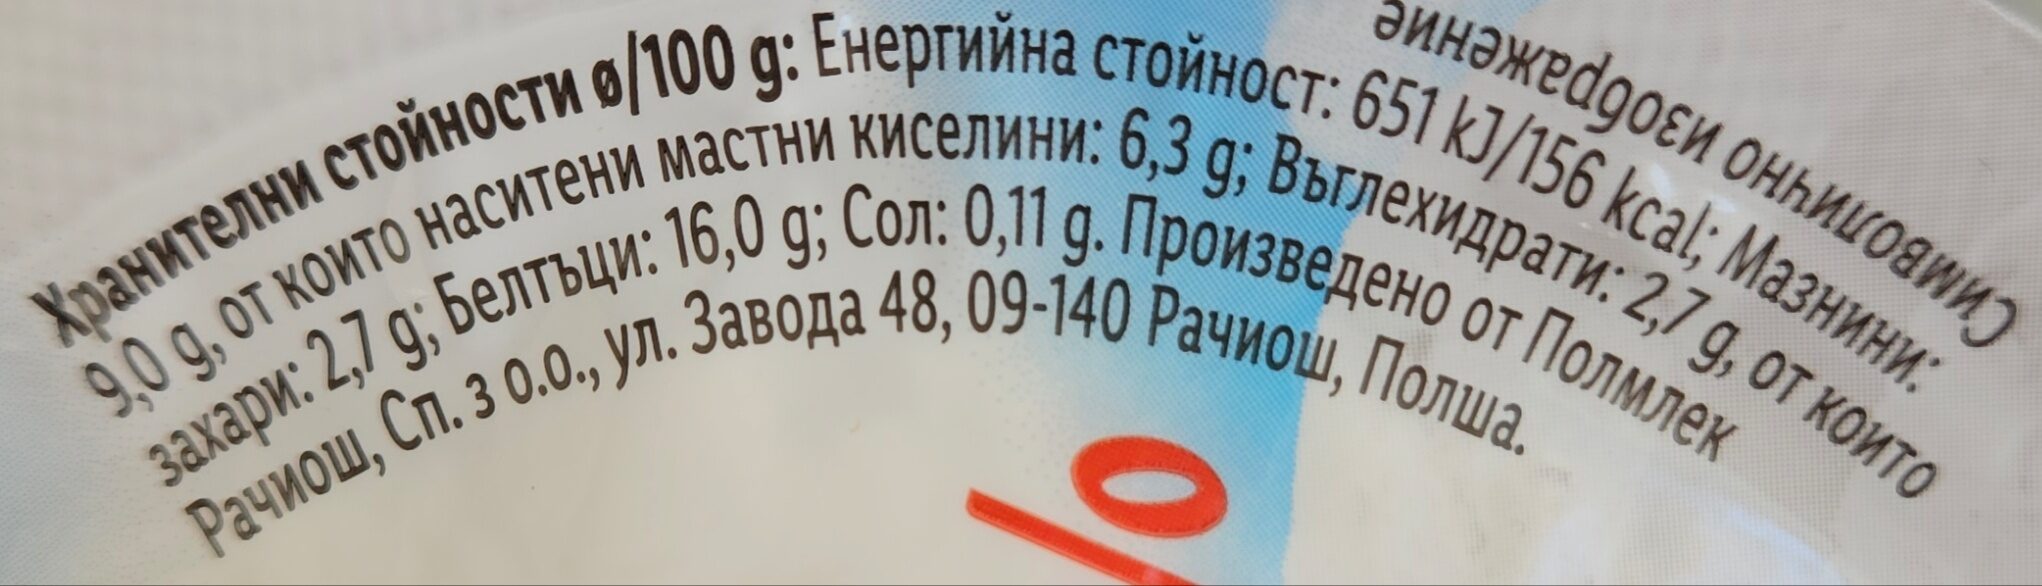 Хранителни стойности ø/100 g: Енергийна стойност: 651 kJ/156 kcal; Мазнини:
9,0 g, от които наситени мастни киселини: 6,3 g; Въглехидрати: 2,7 g, от които
захари: 2,7 g; Белтъци: 16,0 g; Сол: 0,11 g. Произведено от Полмлек
Рачиош, Сп. з о.о., ул. Завода 48, 09-140 Рачиош, Полша.
Симвонично изображение
%